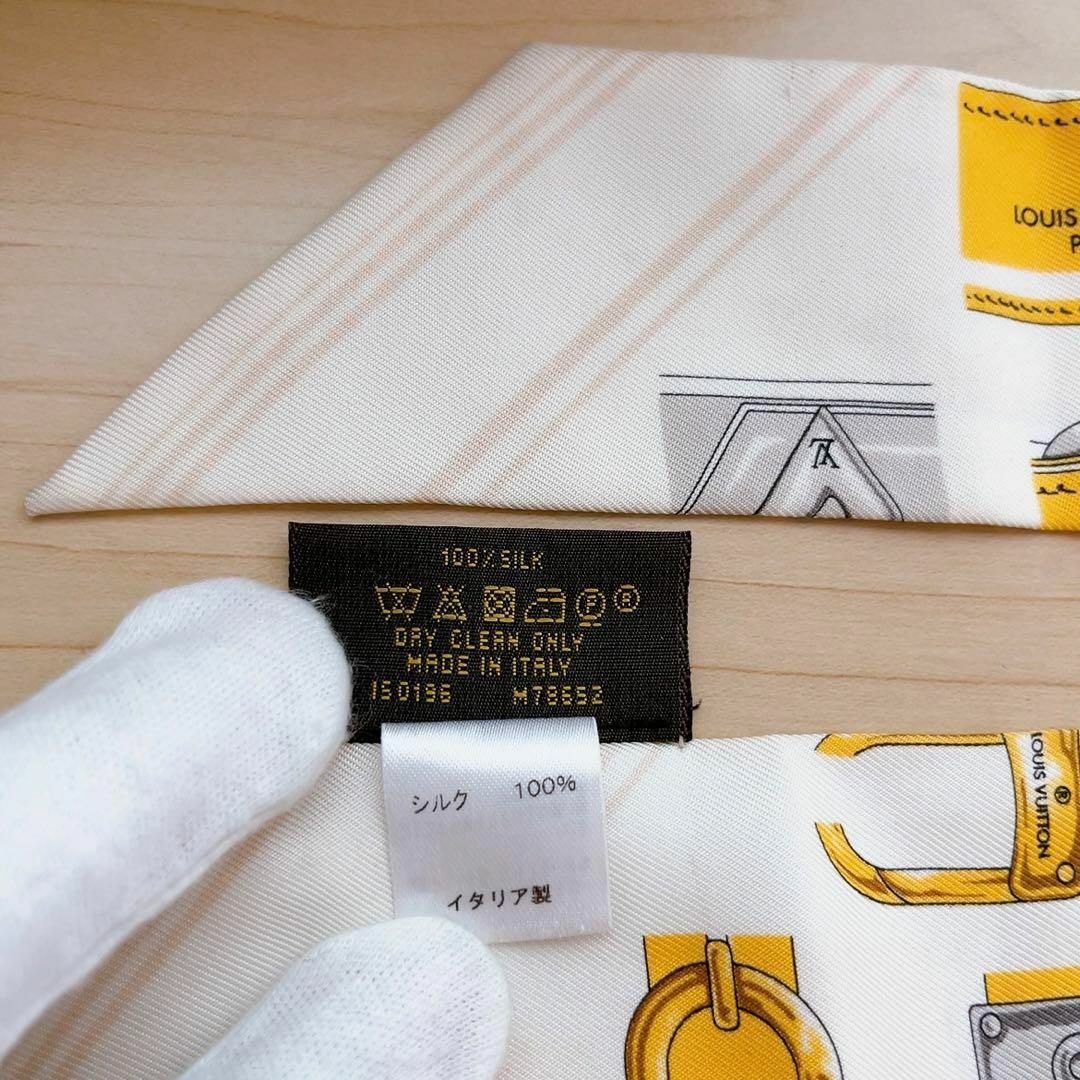 LOUIS
P
LV
100% SILK
P ®
DRY CLEAN ONLY
MADE IN ITALY
M78652
シルク 100%
イタリア製
LOUIS VUITTON
®